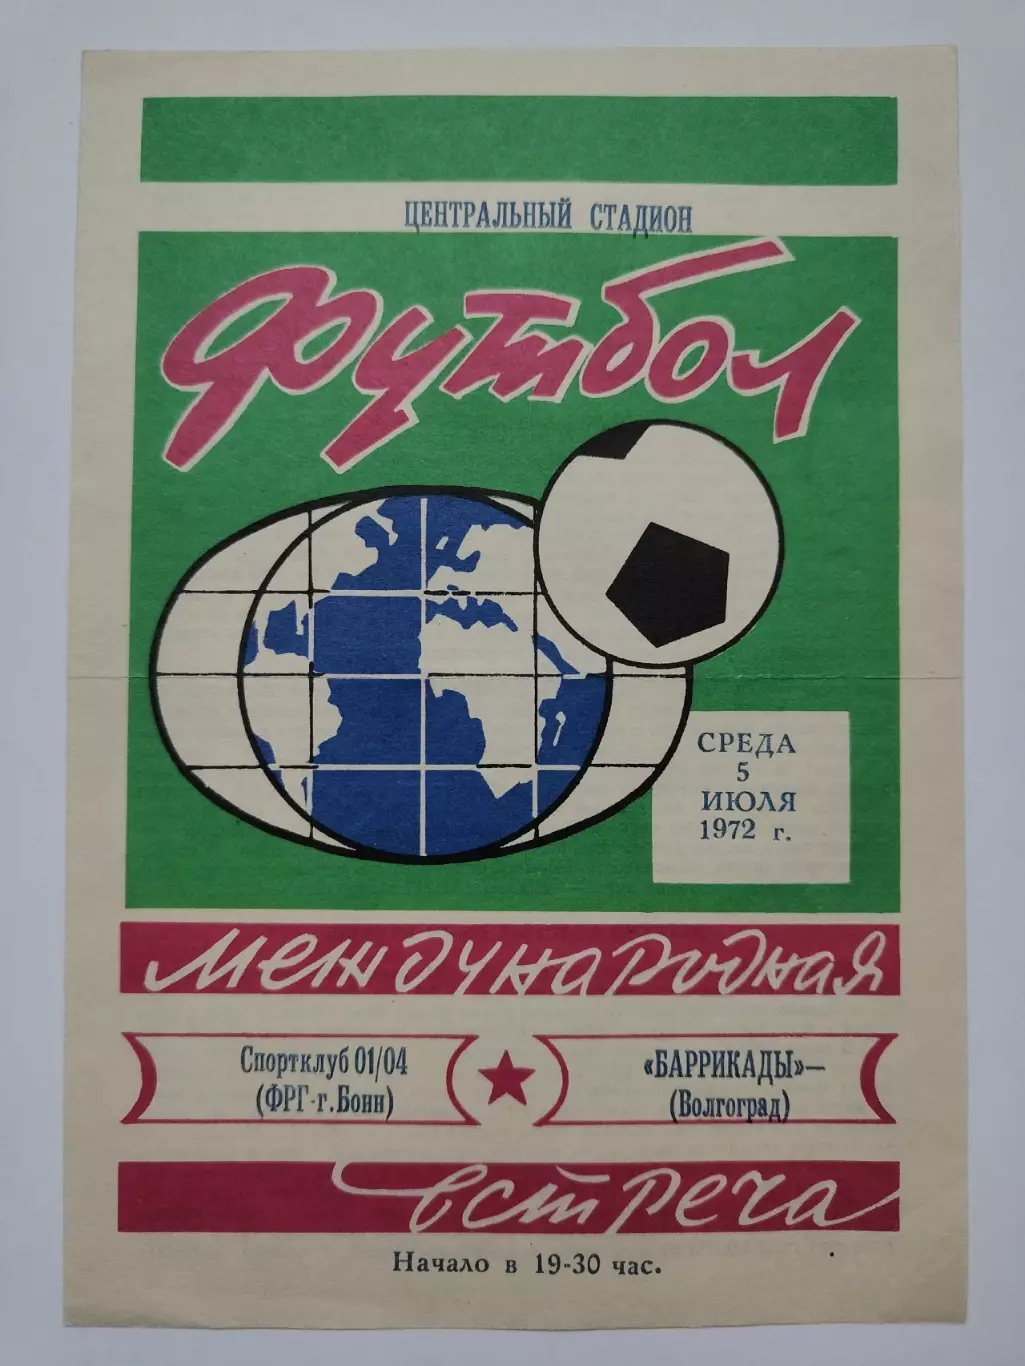 ЦЕНТРАЛЬНЫЙ СТАДИОН
Футбол
СРЕДА
5
ИЮЛЯ
1972 г.
международная
Спортклуб 01/04
(ФРГ-г.Бонн)
«БАРРИКАДЫ»—
(Волгоград)
встреча
Начало в 19-30 час.